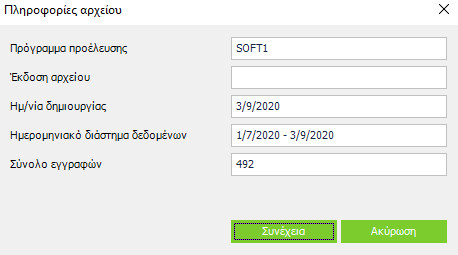 Πληροφορίες αρχείου
Πρόγραμμα προέλευσης SOFT1
Έκδοση αρχείου
Ημ/νία δημιουργίας 3/9/2020
Ημερομηνιακό διάστημα δεδομένων 1/7/2020 - 3/9/2020
Σύνολο εγγραφών 492
Συνέχεια Ακύρωση